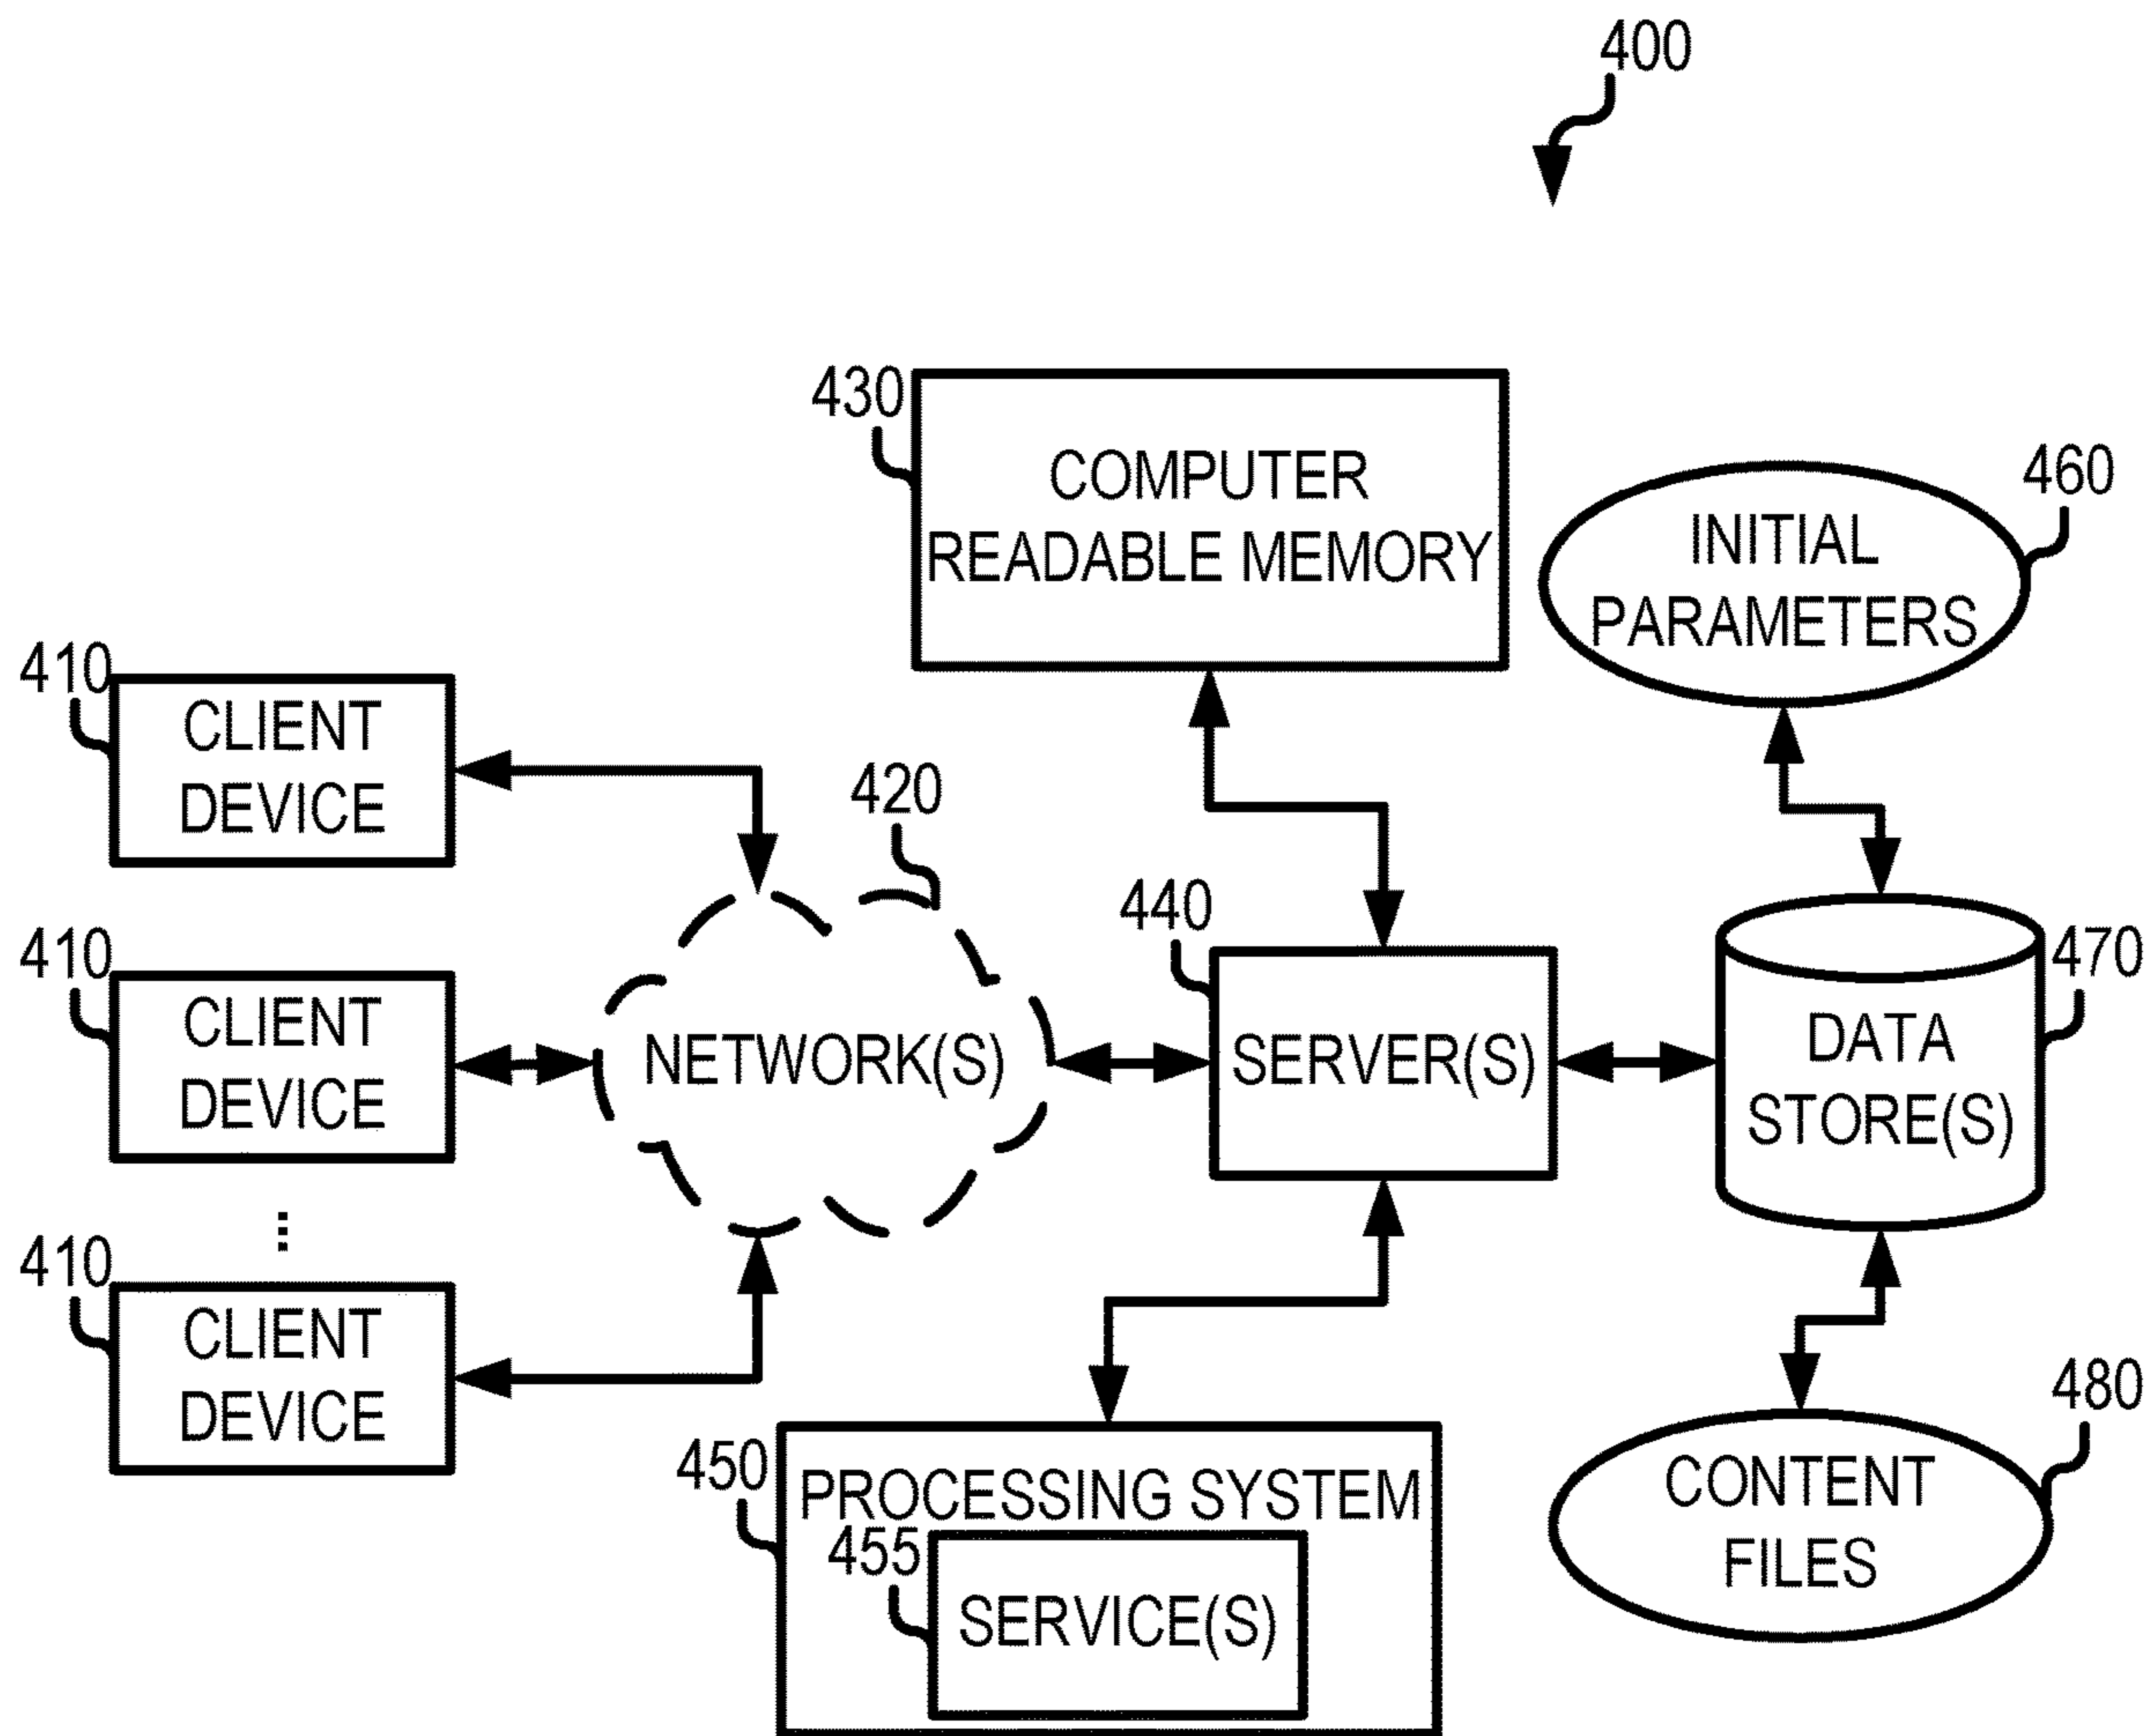 400
430
COMPUTER
READABLE MEMORY
460
INITIAL
PARAMETERS
410
CLIENT
DEVICE
420
410
CLIENT
DEVICE
NETWORK(S)
440
SERVER(S)
470
DATA
STORE(S)
410
CLIENT
DEVICE
450
PROCESSING SYSTEM
455
SERVICE(S)
480
CONTENT
FILES